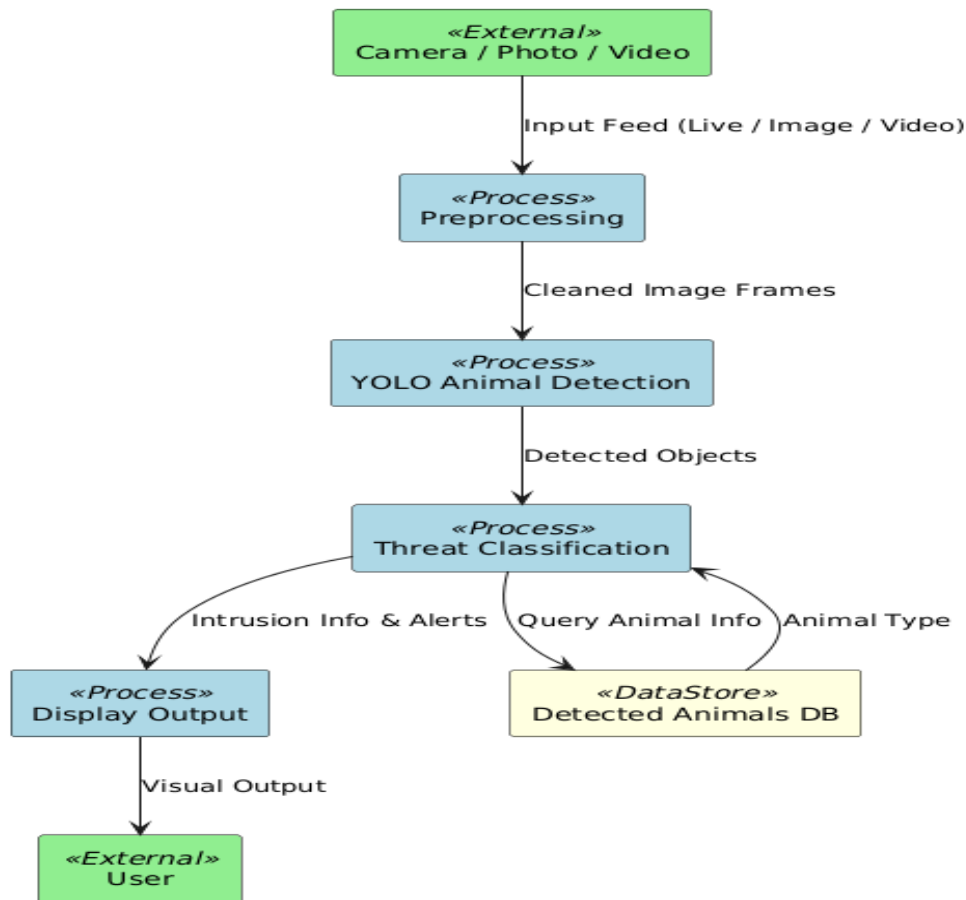 «External»
Camera / Photo / Video
Input Feed (Live / Image / Video)
«Process»
Preprocessing
Cleaned Image Frames
«Process»
YOLO Animal Detection
Detected Objects
«Process»
Threat Classification
Intrusion Info & Alerts
Query Animal Info
Animal Type
«Process»
Display Output
«DataStore»
Detected Animals DB
Visual Output
«External»
User